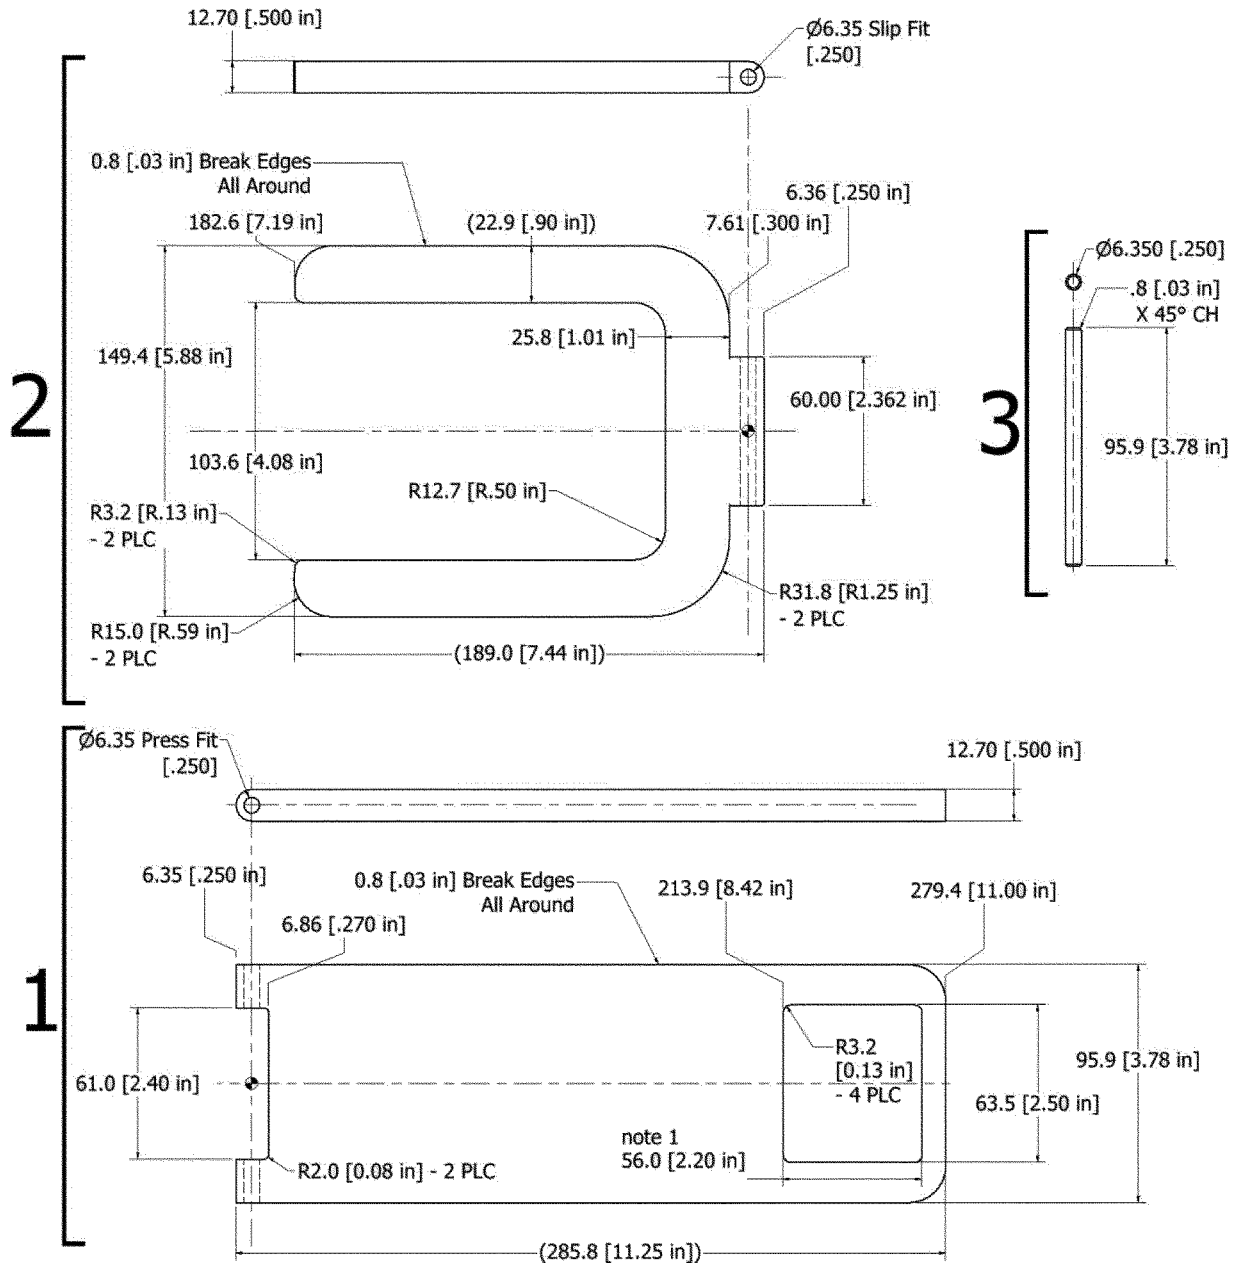 12.70 [.500 in]
Ø6.35 Slip Fit
[.250]
2
0.8 [.03 in] Break Edges
All Around
182.6 [7.19 in]
(22.9 [.90 in])
7.61 [.300 in]
6.36 [.250 in]
149.4 [5.88 in]
25.8 [1.01 in]
60.00 [2.362 in]
103.6 [4.08 in]
R12.7 [R.50 in]
R3.2 [R.13 in]
- 2 PLC
R31.8 [R1.25 in]
- 2 PLC
R15.0 [R.59 in]
- 2 PLC
(189.0 [7.44 in])
3
Ø6.350 [.250]
.8 [.03 in]
X 45° CH
95.9 [3.78 in]
1
Ø6.35 Press Fit
[.250]
12.70 [.500 in]
6.35 [.250 in]
6.86 [.270 in]
0.8 [.03 in] Break Edges
All Around
213.9 [8.42 in]
279.4 [11.00 in]
61.0 [2.40 in]
R3.2
[0.13 in]
- 4 PLC
95.9 [3.78 in]
63.5 [2.50 in]
note 1
56.0 [2.20 in]
R2.0 [0.08 in] - 2 PLC
(285.8 [11.25 in])